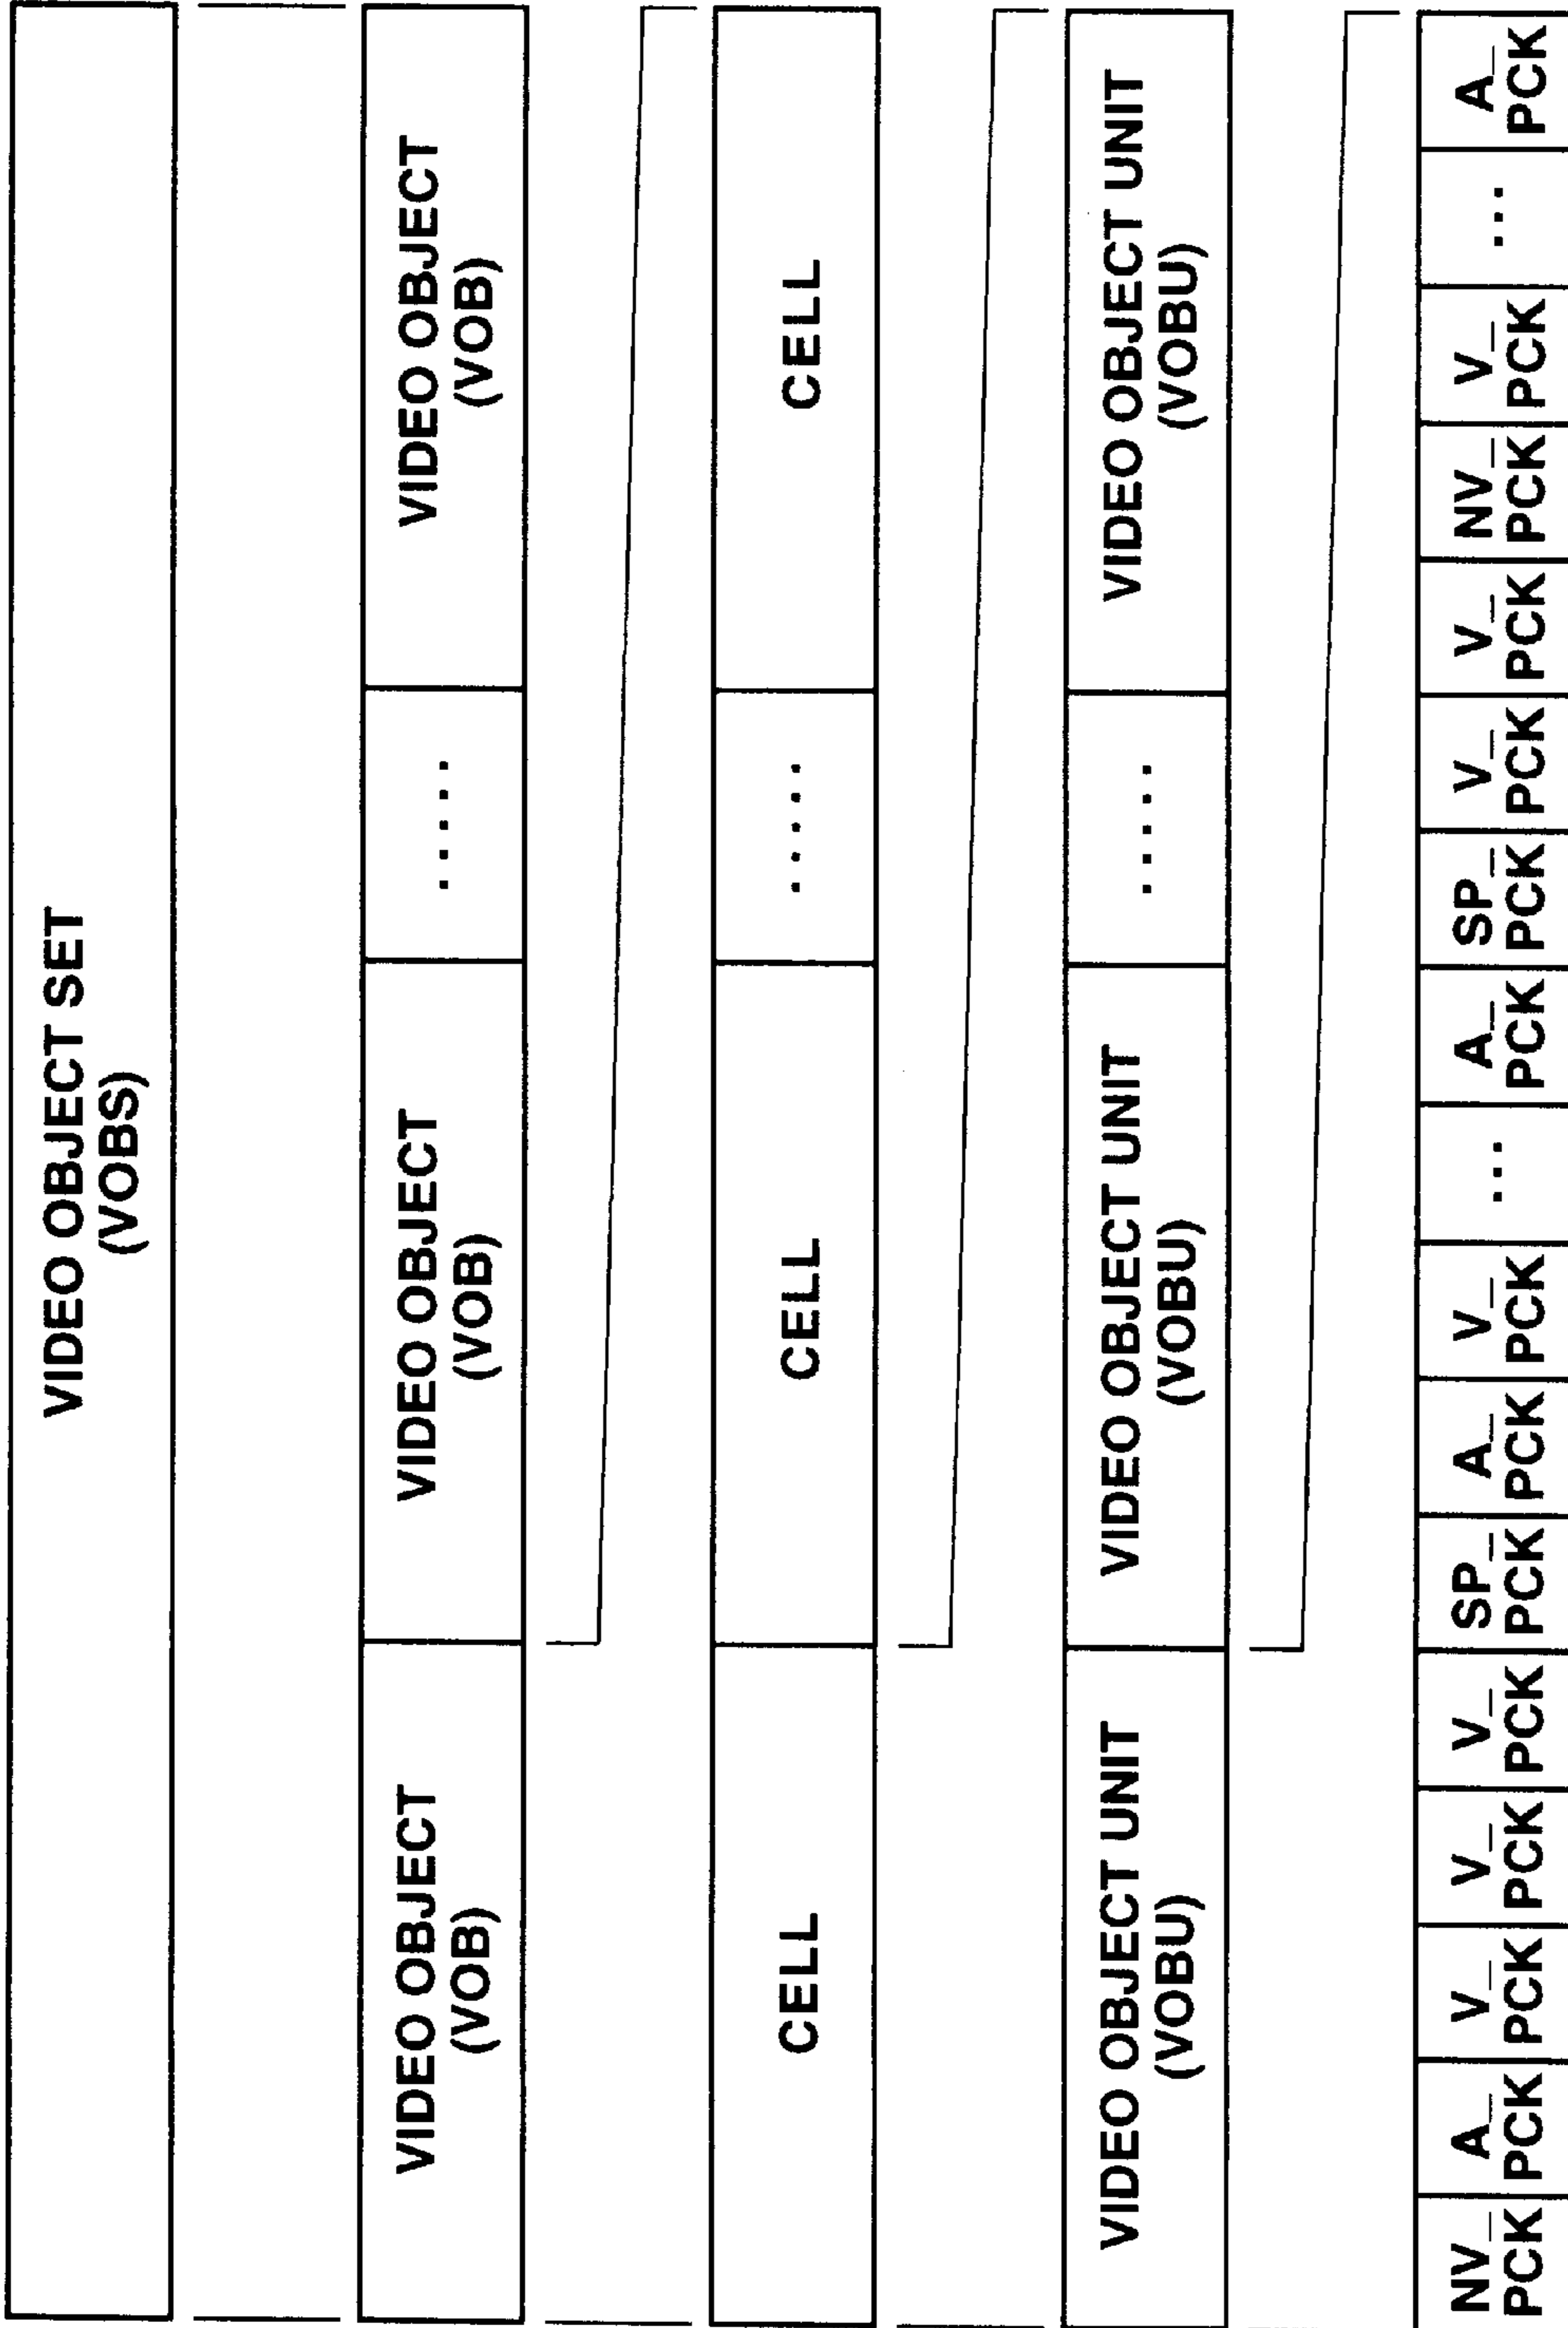 VIDEO OBJECT SET
(VOBS)
VIDEO OBJECT
(VOB)
VIDEO OBJECT
(VOB)
.....
VIDEO OBJECT
(VOB)
CELL
CELL
.....
CELL
VIDEO OBJECT UNIT
(VOBU)
VIDEO OBJECT UNIT
(VOBU)
.....
VIDEO OBJECT UNIT
(VOBU)
NV_
PCK
A_
PCK
V_
PCK
V_
PCK
V_
PCK
SP_
PCK
A_
PCK
V_
PCK
...
A_
PCK
SP_
PCK
V_
PCK
V_
PCK
NV_
PCK
V_
PCK
...
A_
PCK